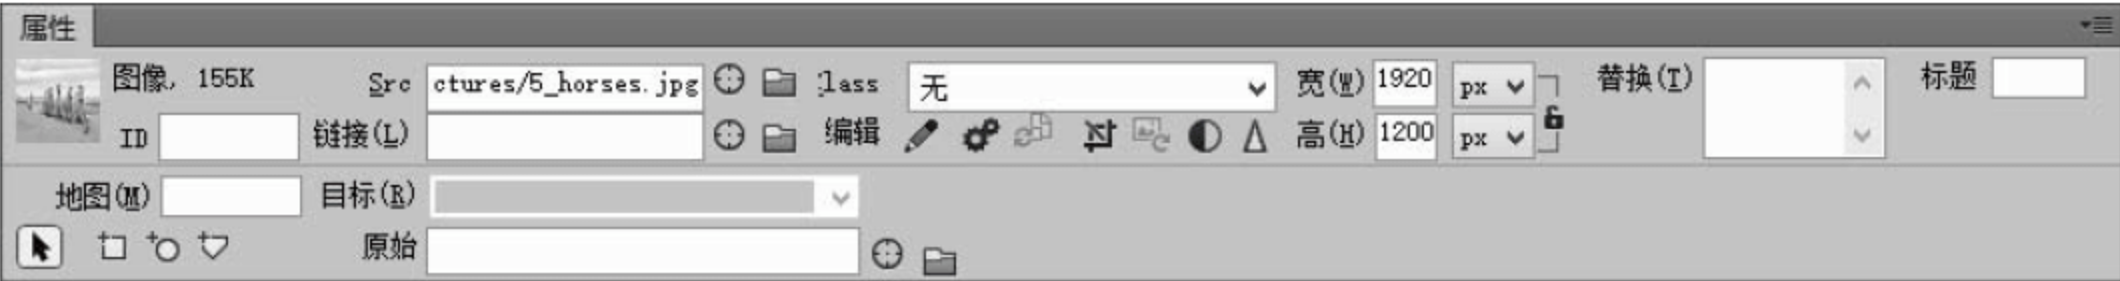 属性
图像, 155K Src ctures/5_horses.jpg Class 无 宽(W) 1920 px 替换(T) 标题
ID 链接(L) 编辑 高(H) 1200 px
地图(M) 目标(R)
原始